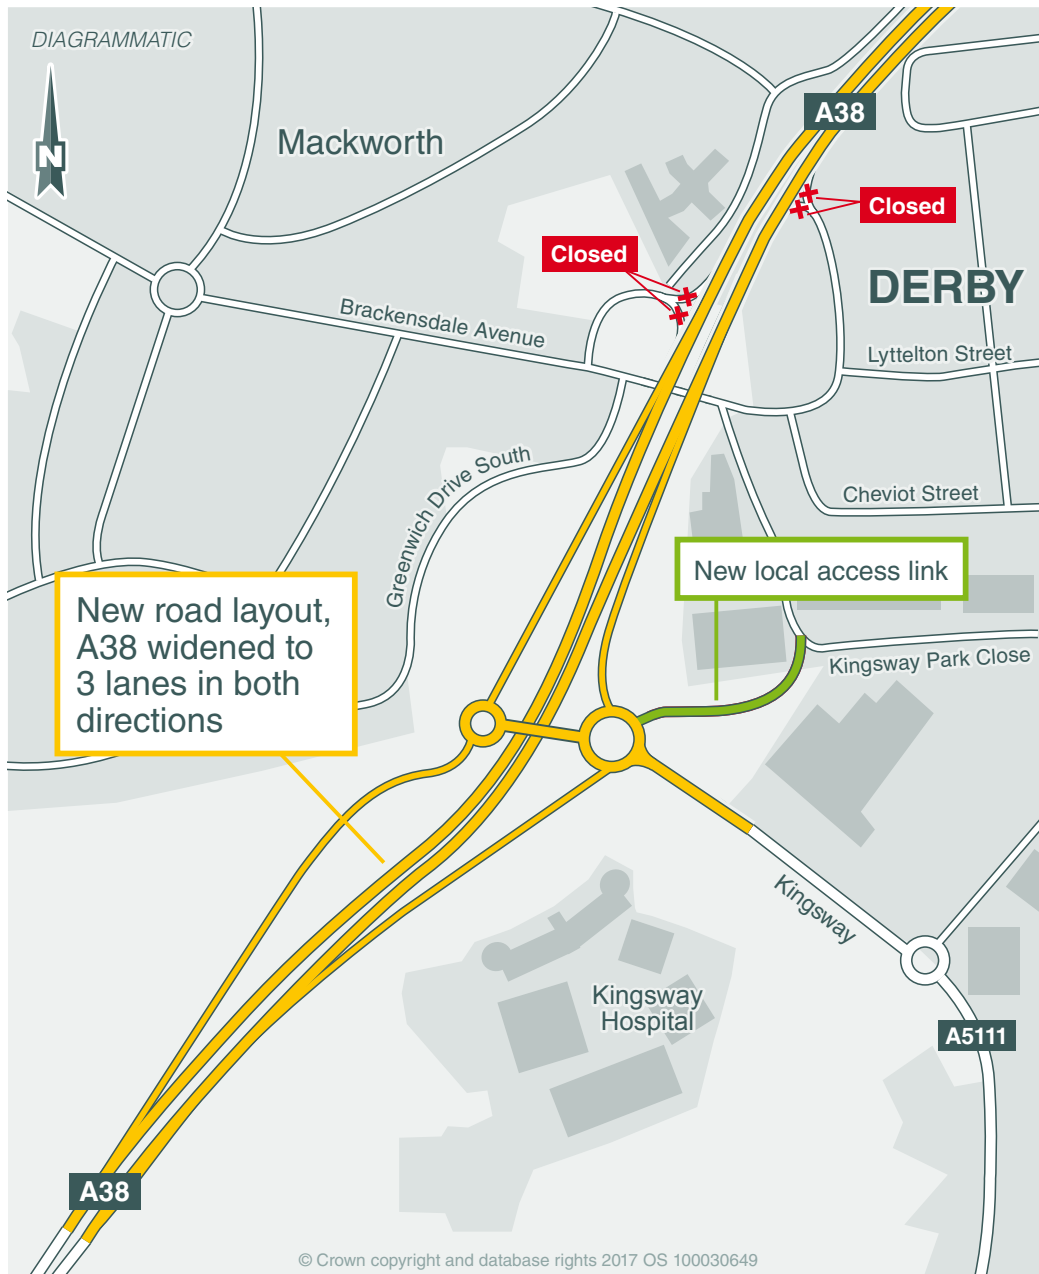 DIAGRAMMATIC
N
Mackworth
A38
Closed
Closed
DERBY
Brackensdale Avenue
Lyttelton Street
Greenwich Drive South
Cheviot Street
New local access link
New road layout,
A38 widened to
3 lanes in both
directions
Kingsway Park Close
Kingsway
Kingsway
Hospital
A5111
A38
© Crown copyright and database rights 2017 OS 100030649